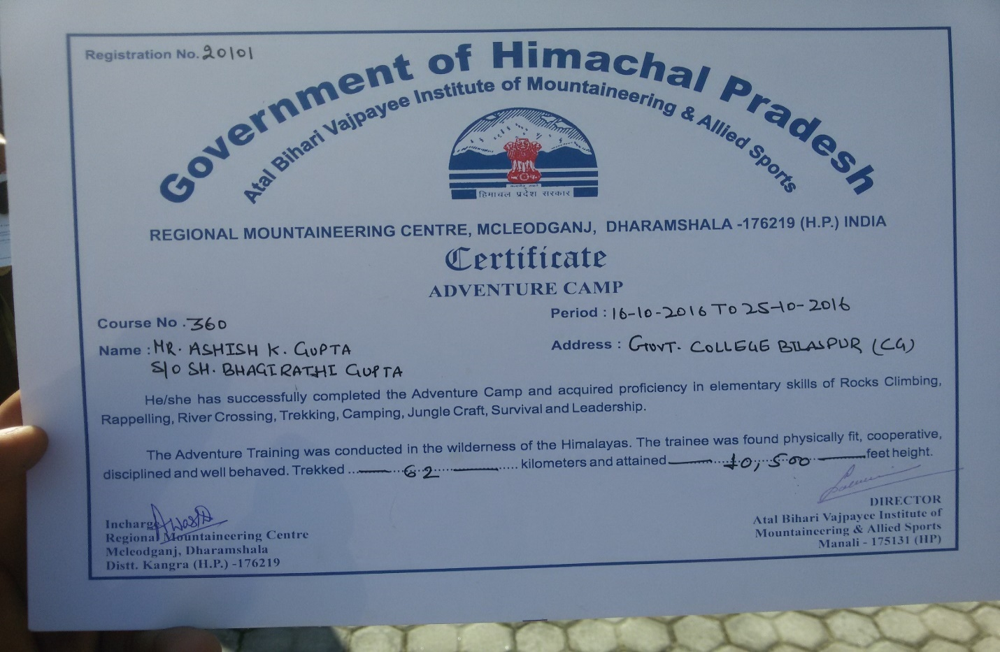 Registration No. 20101
Government of Himachal Pradesh
Atal Bihari Vajpayee Institute of Mountaineering & Allied Sports
हिमाचल प्रदेश सरकार
REGIONAL MOUNTAINEERING CENTRE, MCLEODGANJ, DHARAMSHALA -176219 (H.P.) INDIA
Certificate
ADVENTURE CAMP
Course No . 360
Period : 16-10-2016 TO 25-10-2016
Name : MR. ASHISH K. GUPTA
S/O SH. BHAGIRATHI GUPTA
Address : GOVT. COLLEGE BILASPUR (CG)
He/she has successfully completed the Adventure Camp and acquired proficiency in elementary skills of Rocks Climbing,
Rappelling, River Crossing, Trekking, Camping, Jungle Craft, Survival and Leadership.
The Adventure Training was conducted in the wilderness of the Himalayas. The trainee was found physically fit, cooperative,
disciplined and well behaved. Trekked ... 62 ..... kilometers and attained ... 10,500 feet height.
Incharge
Regional Mountaineering Centre
Mcleodganj, Dharamshala
Distt. Kangra (H.P.) -176219
DIRECTOR
Atal Bihari Vajpayee Institute of
Mountaineering & Allied Sports
Manali - 175131 (HP)